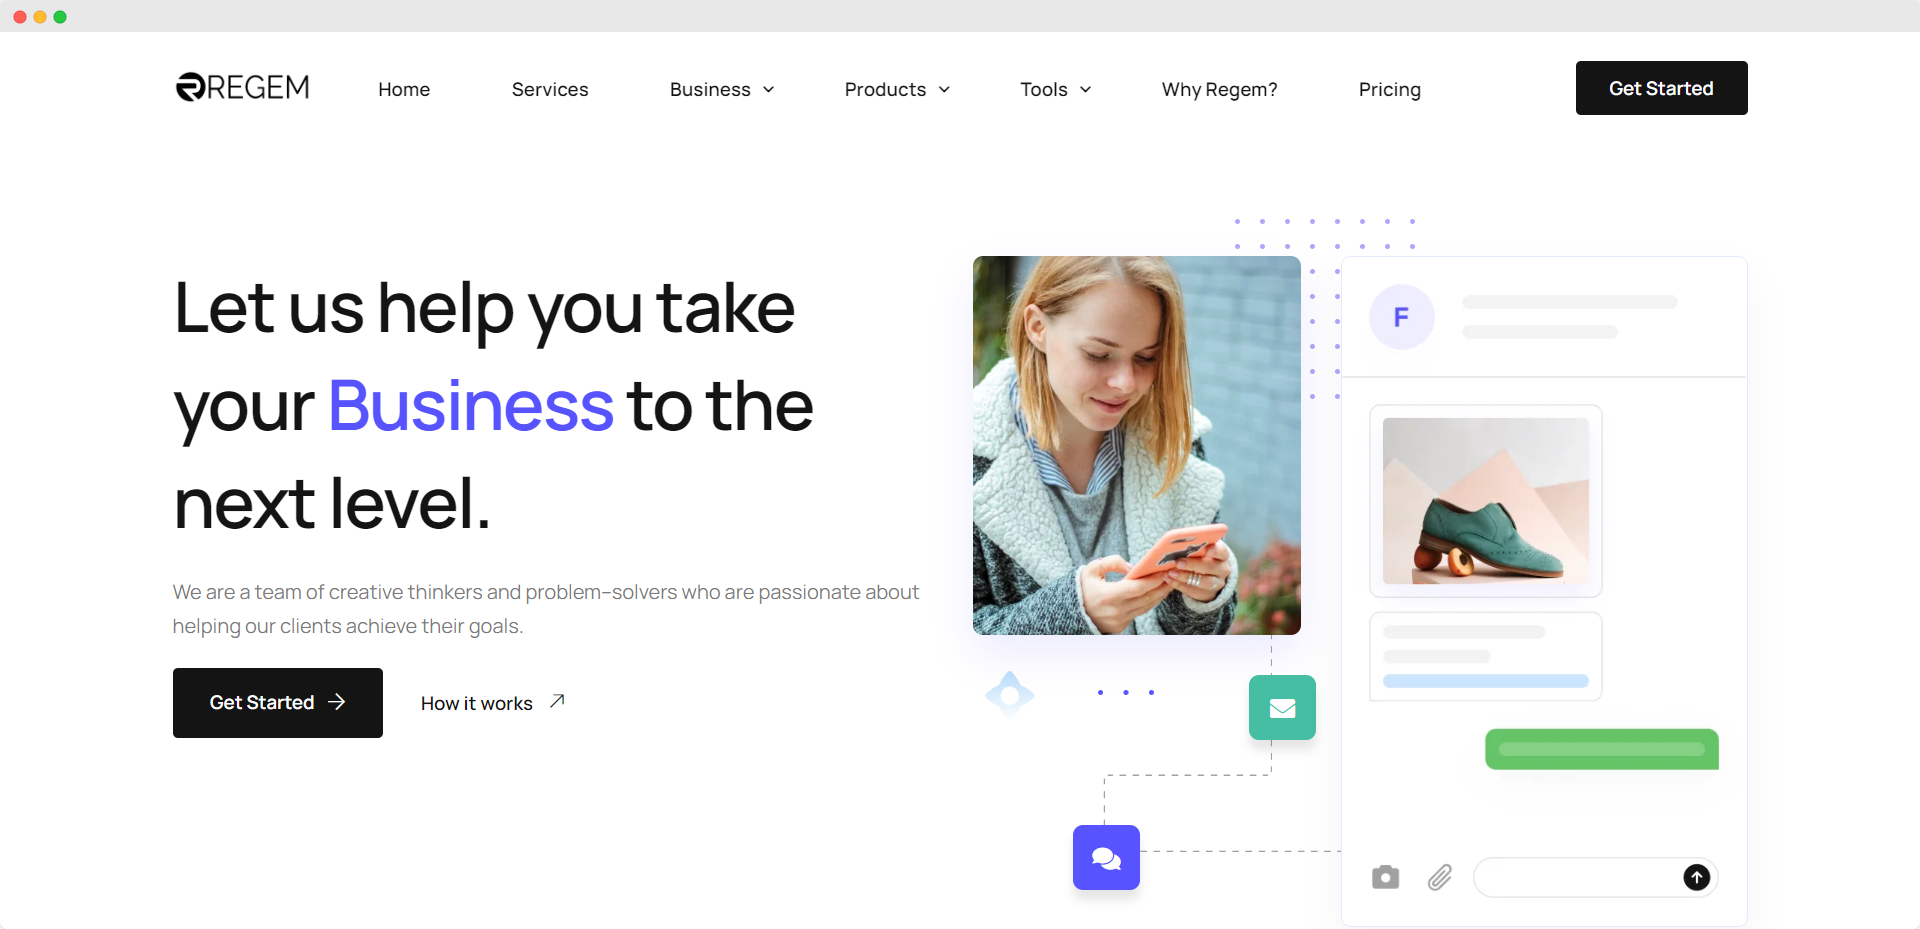 REGEM
Home
Services
Business
Products
Tools
Why Regem?
Pricing
Get Started
Let us help you take
your Business to the
next level.
We are a team of creative thinkers and problem-solvers who are passionate about
helping our clients achieve their goals.
Get Started
How it works
F